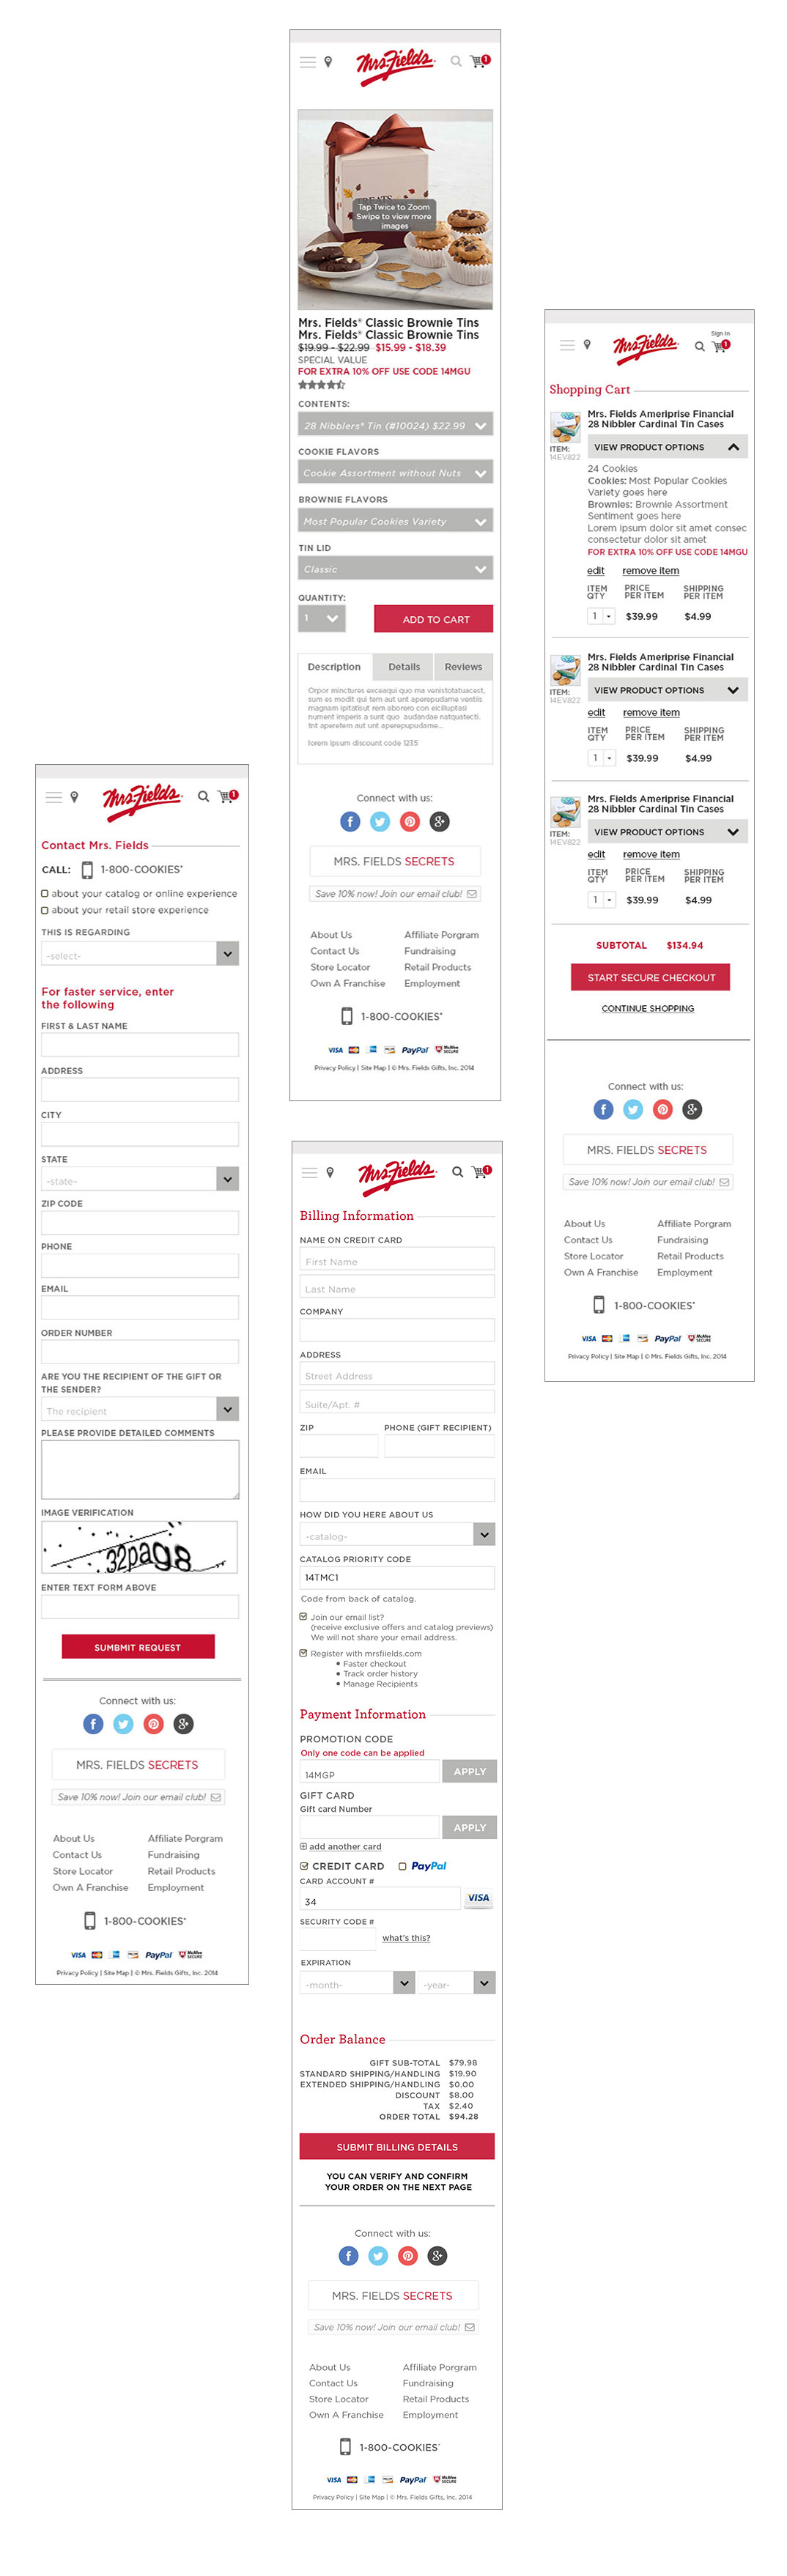 Mrs. Fields
1
TREATS
Tap Twice to Zoom
Swipe to view more
images
Mrs. Fields® Classic Brownie Tins
Mrs. Fields® Classic Brownie Tins
$19.99 - $22.99 $15.99 - $18.39
SPECIAL VALUE
FOR EXTRA 10% OFF USE CODE 14MGU
CONTENTS:
28 Nibblers® Tin (#10024) $22.99
COOKIE FLAVORS
Cookie Assortment without Nuts
BROWNIE FLAVORS
Most Popular Cookies Variety
TIN LID
Classic
QUANTITY:
1
ADD TO CART
Description Details Reviews
Orpor minctures exceaqui quo ma venistotatuacest,
sum es modit qui tem aut unt aperepudame ventiis
magnam ipitatisut rem aborero con eicilluptasi
nument imperis a sunt quo audandae natquatecti.
tnt aperetem aut unt aperepupudame...
lorem ipsum discount code 1235
Connect with us:
MRS. FIELDS SECRETS
Save 10% now! Join our email club!
About Us Affiliate Porgram
Contact Us Fundraising
Store Locator Retail Products
Own A Franchise Employment
1-800-COOKIES*
VISA PayPal McAfee SECURE
Privacy Policy | Site Map | © Mrs. Fields Gifts, Inc. 2014
Sign In
Mrs. Fields
1
Shopping Cart
Mrs. Fields Ameriprise Financial
28 Nibbler Cardinal Tin Cases
ITEM:
14EV822
VIEW PRODUCT OPTIONS
24 Cookies
Cookies: Most Popular Cookies
Variety goes here
Brownies: Brownie Assortment
Sentiment goes here
Lorem ipsum dolor sit amet consec
consectetur dolor sit amet
FOR EXTRA 10% OFF USE CODE 14MGU
edit remove item
ITEM QTY PRICE PER ITEM SHIPPING PER ITEM
1 $39.99 $4.99
Mrs. Fields Ameriprise Financial
28 Nibbler Cardinal Tin Cases
ITEM:
14EV822
VIEW PRODUCT OPTIONS
edit remove item
ITEM QTY PRICE PER ITEM SHIPPING PER ITEM
1 $39.99 $4.99
Mrs. Fields Ameriprise Financial
28 Nibbler Cardinal Tin Cases
ITEM:
14EV822
VIEW PRODUCT OPTIONS
edit remove item
ITEM QTY PRICE PER ITEM SHIPPING PER ITEM
1 $39.99 $4.99
SUBTOTAL $134.94
START SECURE CHECKOUT
CONTINUE SHOPPING
Connect with us:
MRS. FIELDS SECRETS
Save 10% now! Join our email club!
About Us Affiliate Porgram
Contact Us Fundraising
Store Locator Retail Products
Own A Franchise Employment
1-800-COOKIES*
VISA PayPal McAfee SECURE
Privacy Policy | Site Map | © Mrs. Fields Gifts, Inc. 2014
Mrs. Fields
1
Contact Mrs. Fields
CALL: 1-800-COOKIES*
about your catalog or online experience
about your retail store experience
THIS IS REGARDING
-select-
For faster service, enter
the following
FIRST & LAST NAME
ADDRESS
CITY
STATE
-state-
ZIP CODE
PHONE
EMAIL
ORDER NUMBER
ARE YOU THE RECIPIENT OF THE GIFT OR
THE SENDER?
The recipient
PLEASE PROVIDE DETAILED COMMENTS
IMAGE VERIFICATION
32pag8
ENTER TEXT FORM ABOVE
SUMBMIT REQUEST
Connect with us:
MRS. FIELDS SECRETS
Save 10% now! Join our email club!
About Us Affiliate Porgram
Contact Us Fundraising
Store Locator Retail Products
Own A Franchise Employment
1-800-COOKIES*
VISA PayPal McAfee SECURE
Privacy Policy | Site Map | © Mrs. Fields Gifts, Inc. 2014
Mrs. Fields
1
Billing Information
NAME ON CREDIT CARD
First Name
Last Name
COMPANY
ADDRESS
Street Address
Suite/Apt. #
ZIP PHONE (GIFT RECIPIENT)
EMAIL
HOW DID YOU HERE ABOUT US
-catalog-
CATALOG PRIORITY CODE
14TMC1
Code from back of catalog.
Join our email list?
(receive exclusive offers and catalog previews)
We will not share your email address.
Register with mrsfiields.com
• Faster checkout
• Track order history
• Manage Recipients
Payment Information
PROMOTION CODE
Only one code can be applied
14MGP APPLY
GIFT CARD
Gift card Number
APPLY
add another card
CREDIT CARD PayPal
CARD ACCOUNT #
34 VISA
SECURITY CODE #
what's this?
EXPIRATION
-month- -year-
Order Balance
GIFT SUB-TOTAL $79.98
STANDARD SHIPPING/HANDLING $19.90
EXTENDED SHIPPING/HANDLING $0.00
DISCOUNT $8.00
TAX $2.40
ORDER TOTAL $94.28
SUBMIT BILLING DETAILS
YOU CAN VERIFY AND CONFIRM
YOUR ORDER ON THE NEXT PAGE
Connect with us:
MRS. FIELDS SECRETS
Save 10% now! Join our email club!
About Us Affiliate Porgram
Contact Us Fundraising
Store Locator Retail Products
Own A Franchise Employment
1-800-COOKIES*
VISA PayPal McAfee SECURE
Privacy Policy | Site Map | © Mrs. Fields Gifts, Inc. 2014